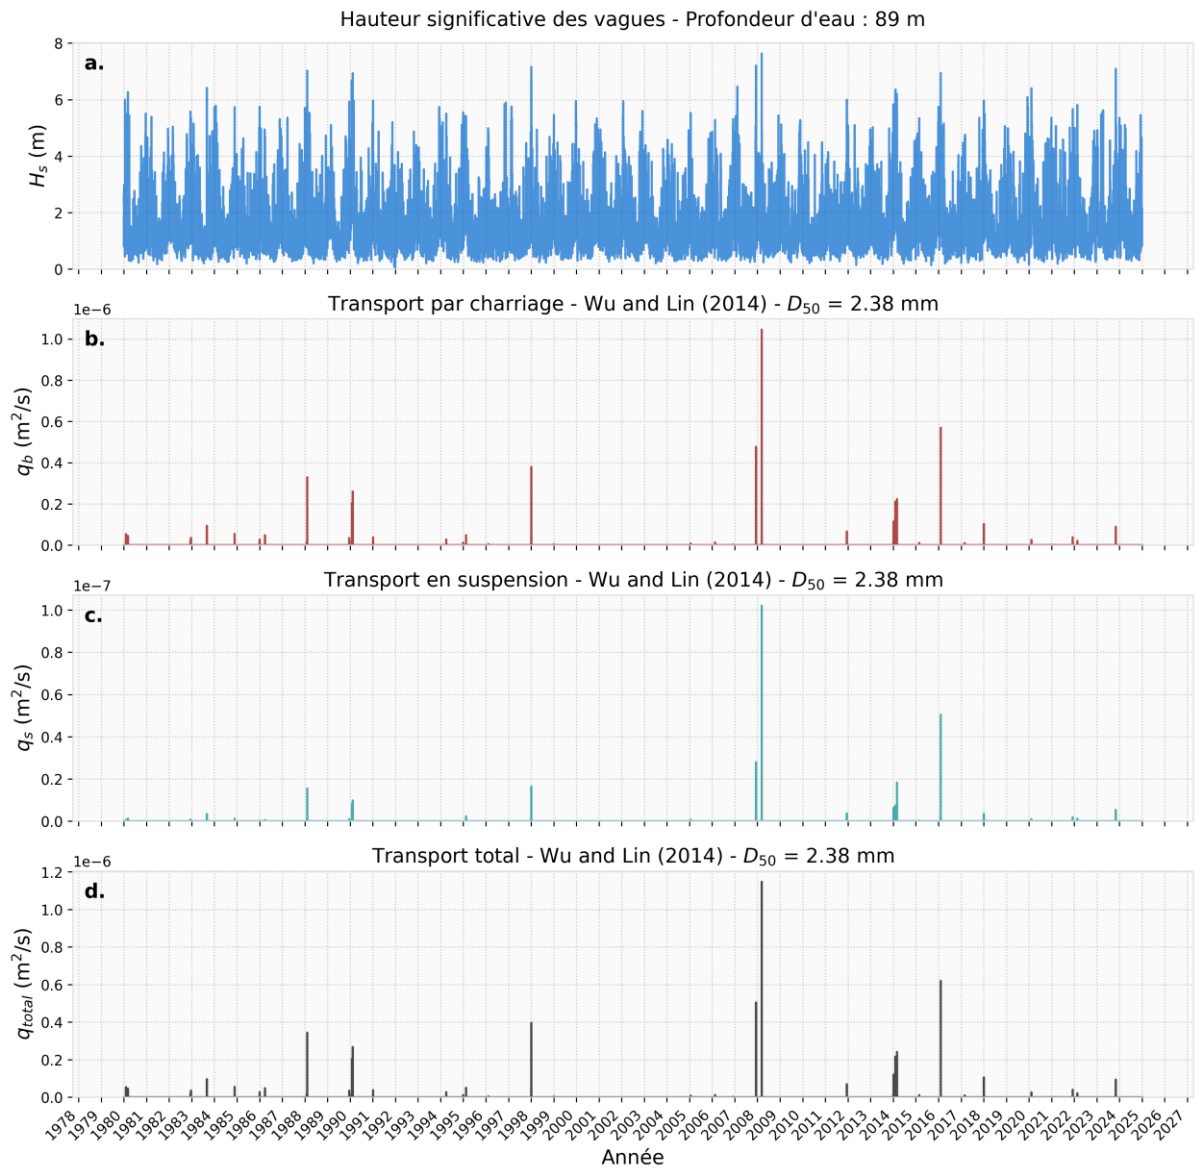 Hauteur significative des vagues - Profondeur d'eau : 89 m
a.
8
6
4
2
0
H_s (m)
Transport par charriage - Wu and Lin (2014) - D_50 = 2.38 mm
1e-6
b.
1.0
0.8
0.6
0.4
0.2
0.0
q_b (m²/s)
Transport en suspension - Wu and Lin (2014) - D_50 = 2.38 mm
1e-7
c.
1.0
0.8
0.6
0.4
0.2
0.0
q_s (m²/s)
Transport total - Wu and Lin (2014) - D_50 = 2.38 mm
1e-6
d.
1.2
1.0
0.8
0.6
0.4
0.2
0.0
q_total (m²/s)
1978 1979 1980 1981 1982 1983 1984 1985 1986 1987 1988 1989 1990 1991 1992 1993 1994 1995 1996 1997 1998 1999 2000 2001 2002 2003 2004 2005 2006 2007 2008 2009 2010 2011 2012 2013 2014 2015 2016 2017 2018 2019 2020 2021 2022 2023 2024 2025 2026 2027
Année